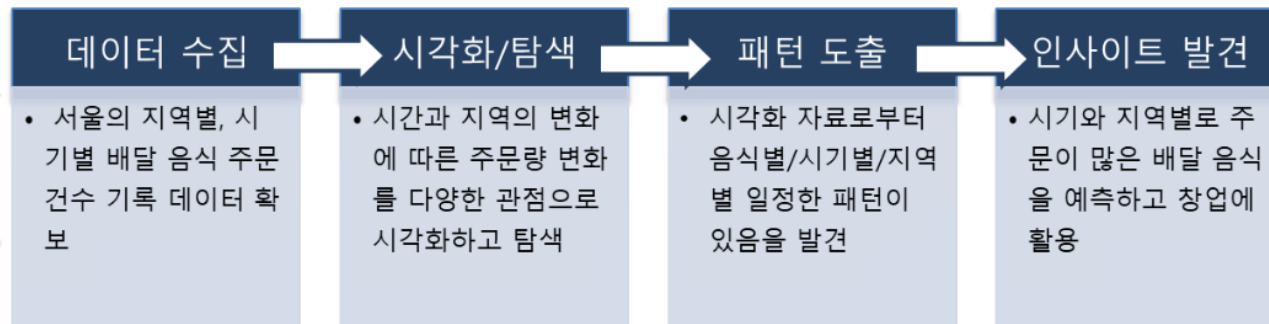 데이터 수집
• 서울의 지역별, 시
기별 배달 음식 주문
건수 기록 데이터 확
보
시각화/탐색
• 시간과 지역의 변화
에 따른 주문량 변화
를 다양한 관점으로
시각화하고 탐색
패턴 도출
• 시각화 자료로부터
음식별/시기별/지역
별 일정한 패턴이
있음을 발견
인사이트 발견
• 시기와 지역별로 주
문이 많은 배달 음식
을 예측하고 창업에
활용